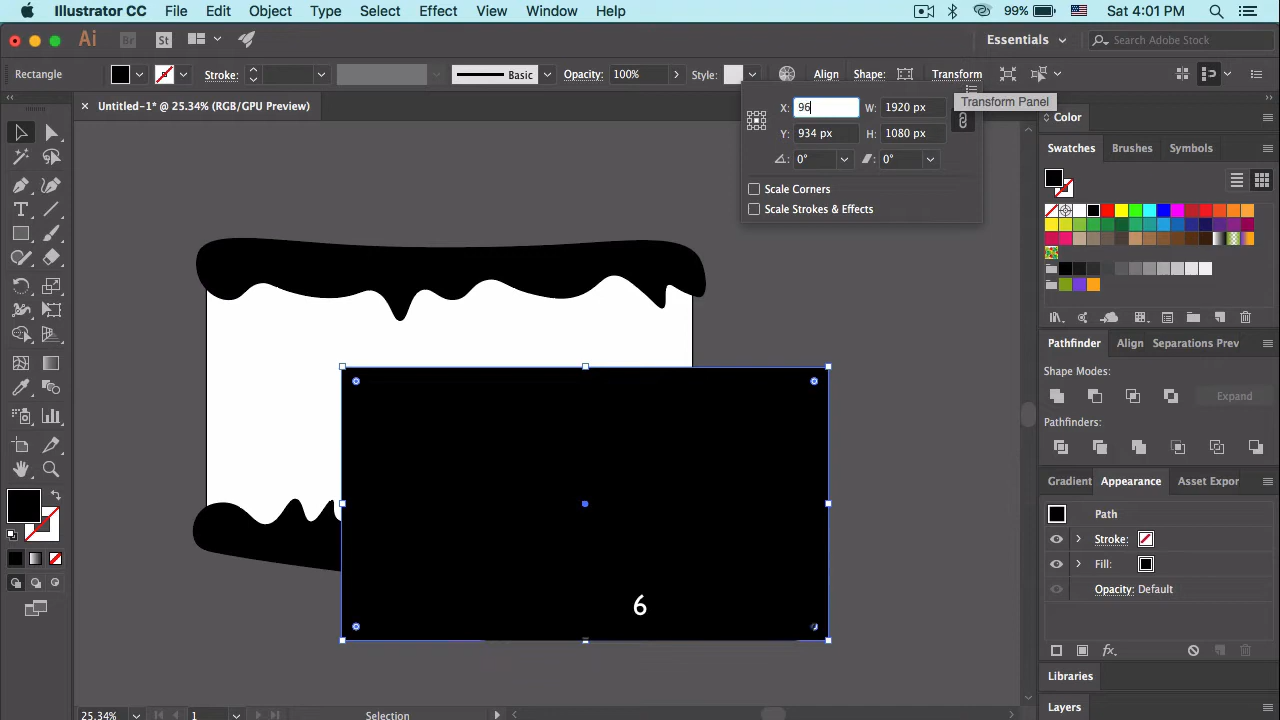 Illustrator CC File Edit Object Type Select Effect View Window Help 99% Sat 4:01 PM
Ai Br St Essentials Search Adobe Stock
Rectangle Stroke: Basic Opacity: 100% Style: Align Shape: Transform
× Untitled-1* @ 25.34% (RGB/GPU Preview)
X: 96 W: 1920 px
Transform Panel
Y: 934 px H: 1080 px
0° 0°
Scale Corners
Scale Strokes & Effects
Color
Swatches Brushes Symbols
Pathfinder Align Separations Prev
Shape Modes:
Expand
Pathfinders:
Gradient Appearance Asset Expor
Path
Stroke:
Fill:
Opacity: Default
fx.
6
Libraries
Layers
25.34% 1 Selection